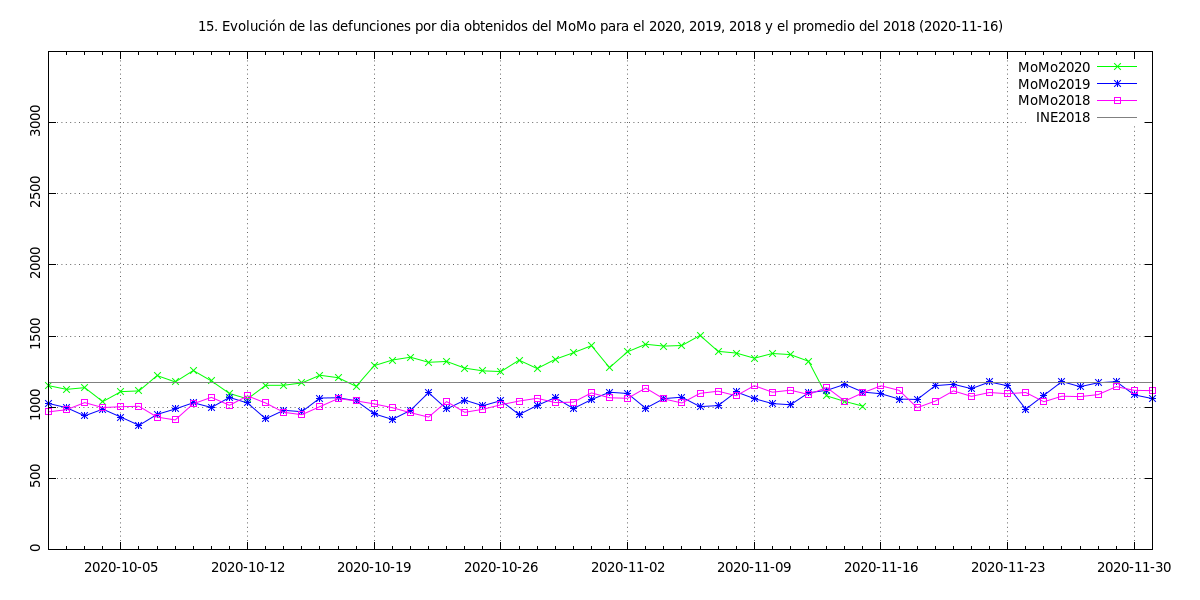 15. Evolución de las defunciones por dia obtenidos del MoMo para el 2020, 2019, 2018 y el promedio del 2018 (2020-11-16)
MoMo2020
MoMo2019
MoMo2018
INE2018
3000
2500
2000
1500
1000
500
0
2020-10-05 2020-10-12 2020-10-19 2020-10-26 2020-11-02 2020-11-09 2020-11-16 2020-11-23 2020-11-30